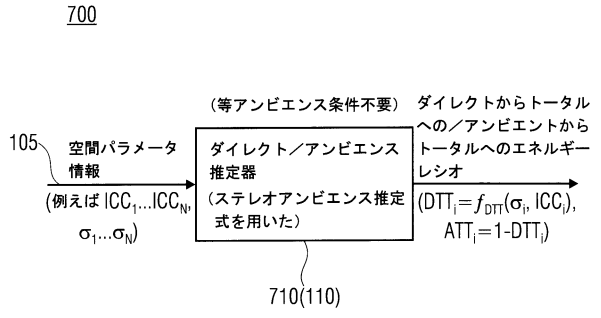 700
(等アンビエンス条件不要)
105
空間パラメータ
情報
(例えば ICC₁...ICC_N,
σ₁...σ_N)
ダイレクト/アンビエンス
推定器
(ステレオアンビエンス推定
式を用いた)
710(110)
ダイレクトからトータル
への/アンビエントから
トータルへのエネルギー
レシオ
(DTTᵢ=f_DTT(σᵢ, ICCᵢ),
ATTᵢ=1-DTTᵢ)